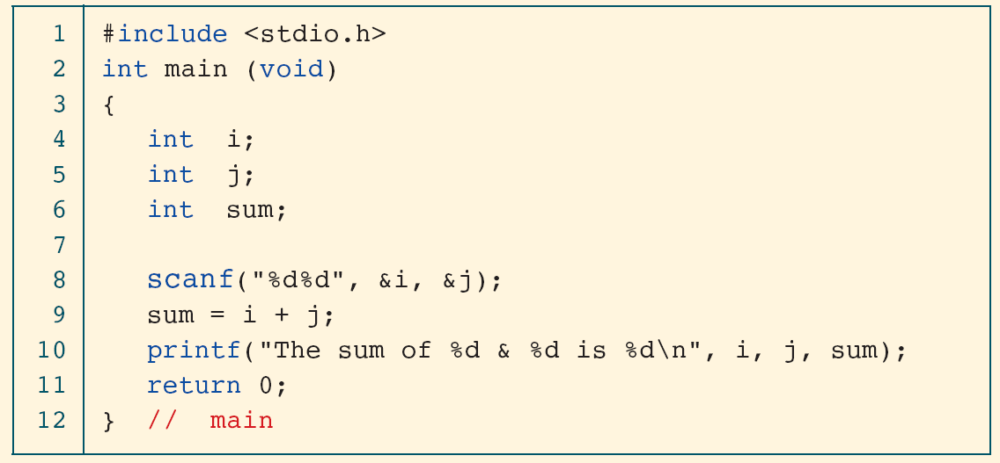 1 #include <stdio.h>
2 int main (void)
3 {
4 int i;
5 int j;
6 int sum;
7
8 scanf("%d%d", &i, &j);
9 sum = i + j;
10 printf("The sum of %d & %d is %d\n", i, j, sum);
11 return 0;
12 } // main